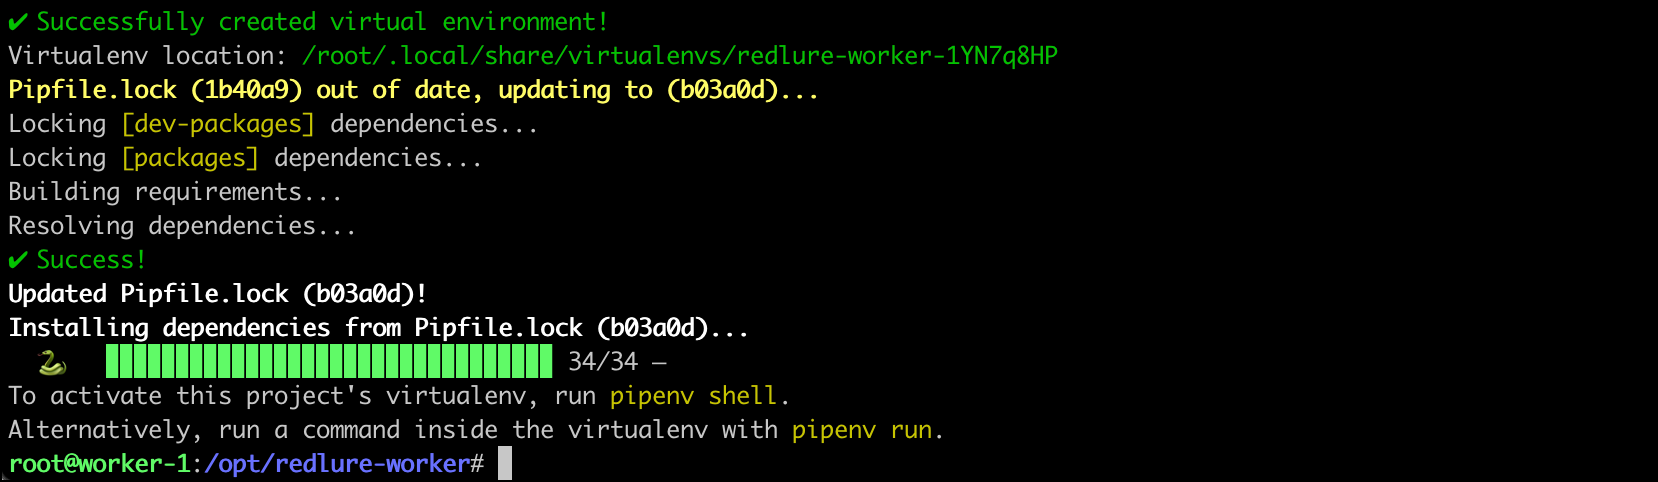 ✔ Successfully created virtual environment!
Virtualenv location: /root/.local/share/virtualenvs/redlure-worker-1YN7q8HP
Pipfile.lock (1b40a9) out of date, updating to (b03a0d)...
Locking [dev-packages] dependencies...
Locking [packages] dependencies...
Building requirements...
Resolving dependencies...
✔ Success!
Updated Pipfile.lock (b03a0d)!
Installing dependencies from Pipfile.lock (b03a0d)...
🐍 ▉▉▉▉▉▉▉▉▉▉▉▉▉▉▉▉▉▉▉▉▉▉▉▉▉▉▉▉▉▉▉▉ 34/34 —
To activate this project's virtualenv, run pipenv shell.
Alternatively, run a command inside the virtualenv with pipenv run.
root@worker-1:/opt/redlure-worker#